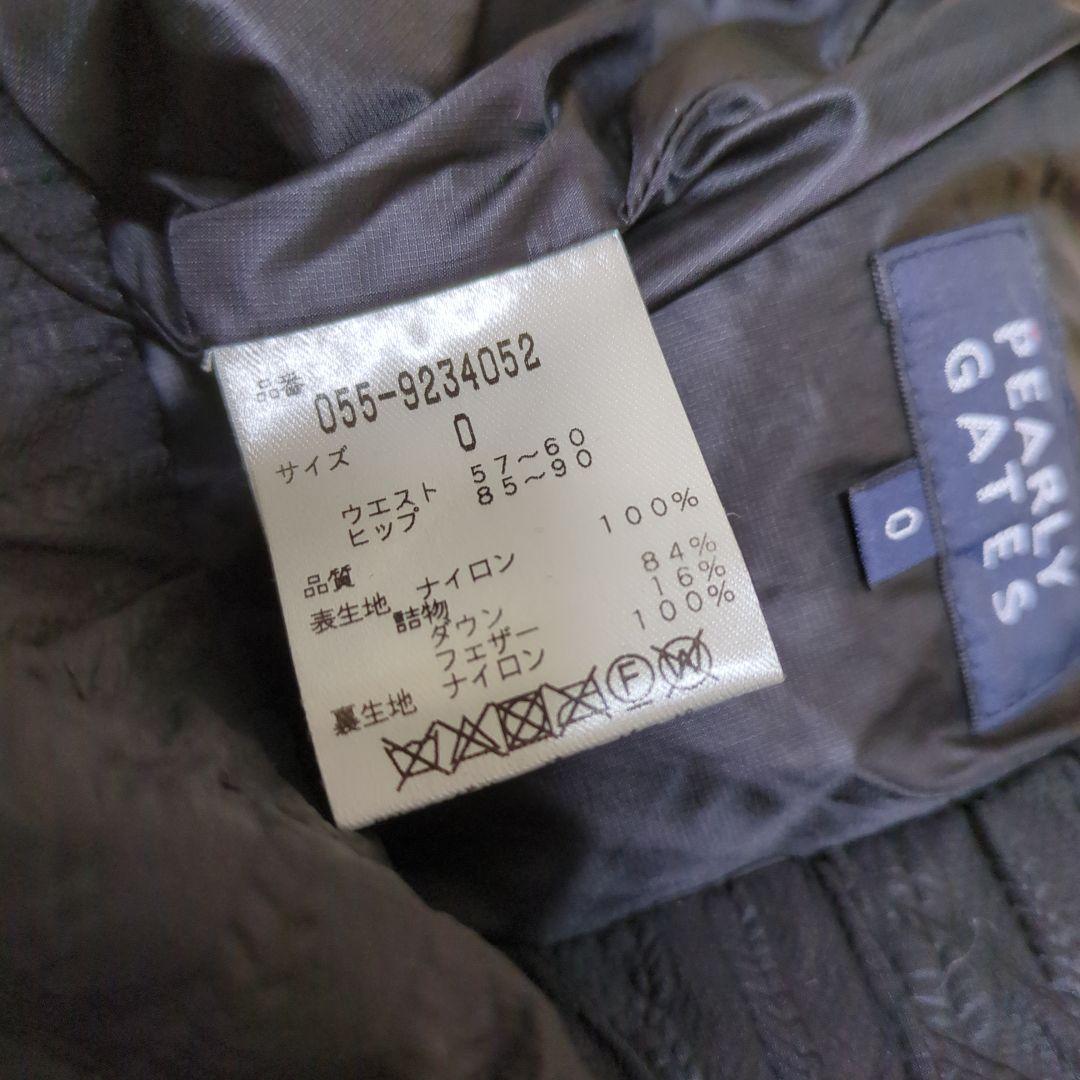 品番 055-9234052
サイズ 0
ウエスト 57～60
ヒップ 85～90
品質
表生地 ナイロン 100%
詰物
ダウン 84%
フェザー 16%
裏生地 ナイロン 100%
F W
PEARLY
GATES
0